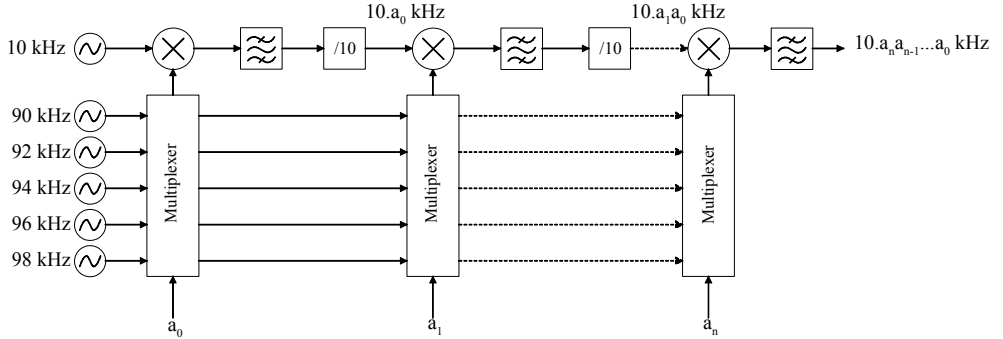 10.a₀ kHz
10.a₁a₀ kHz
10 kHz
/10
/10
10.aₙaₙ₋₁...a₀ kHz
90 kHz
92 kHz
94 kHz
96 kHz
98 kHz
Multiplexer
Multiplexer
Multiplexer
a₀
a₁
aₙ